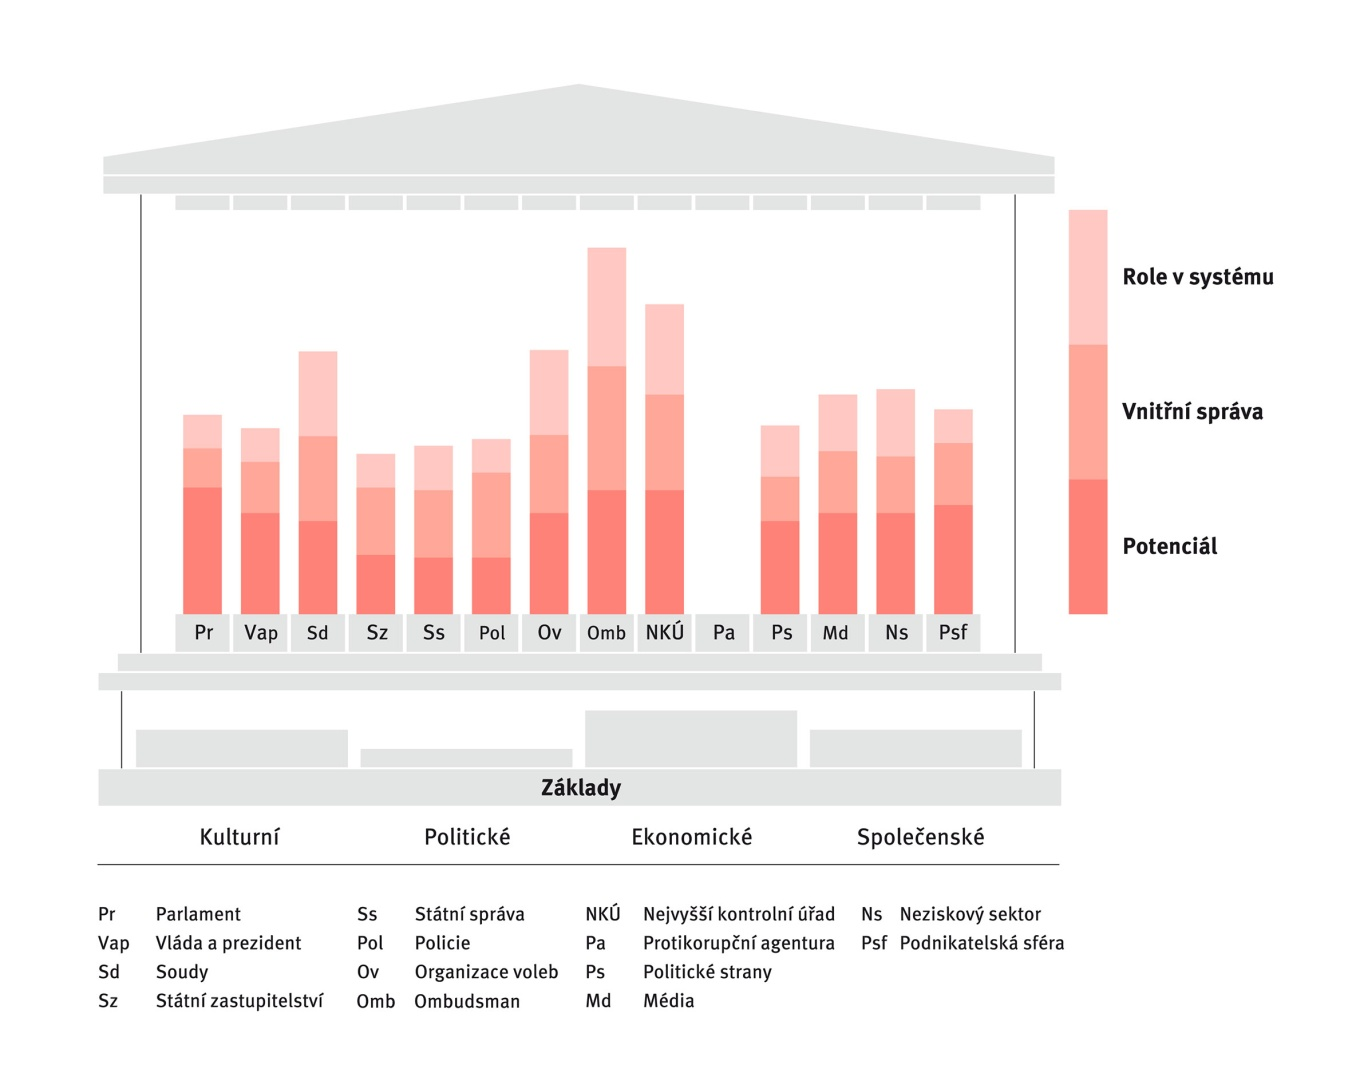 Role v systému
Vnitřní správa
Potenciál
Pr Vap Sd Sz Ss Pol Ov Omb NKÚ Pa Ps Md Ns Psf
Základy
Kulturní Politické Ekonomické Společenské
Pr Parlament Ss Státní správa NKÚ Nejvyšší kontrolní úřad Ns Neziskový sektor
Vap Vláda a prezident Pol Policie Pa Protikorupční agentura Psf Podnikatelská sféra
Sd Soudy Ov Organizace voleb Ps Politické strany
Sz Státní zastupitelství Omb Ombudsman Md Média